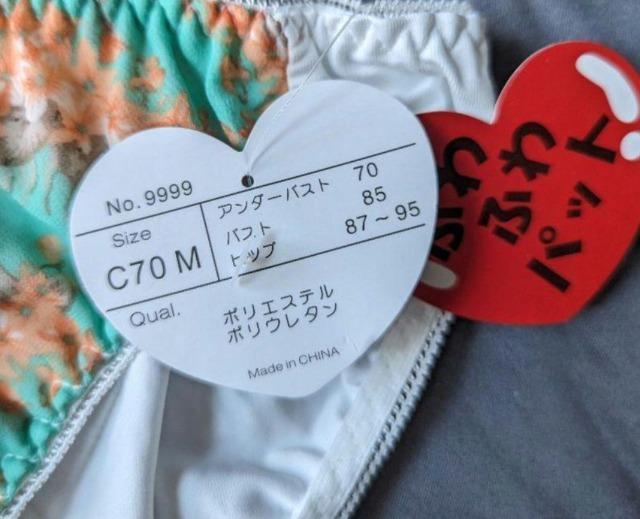 No.9999
Size
C70 M
アンダーバスト 70
バスト 85
ヒップ 87～95
Qual.
ポリエステル
ポリウレタン
Made in CHINA
ふわ
ふわ
パット